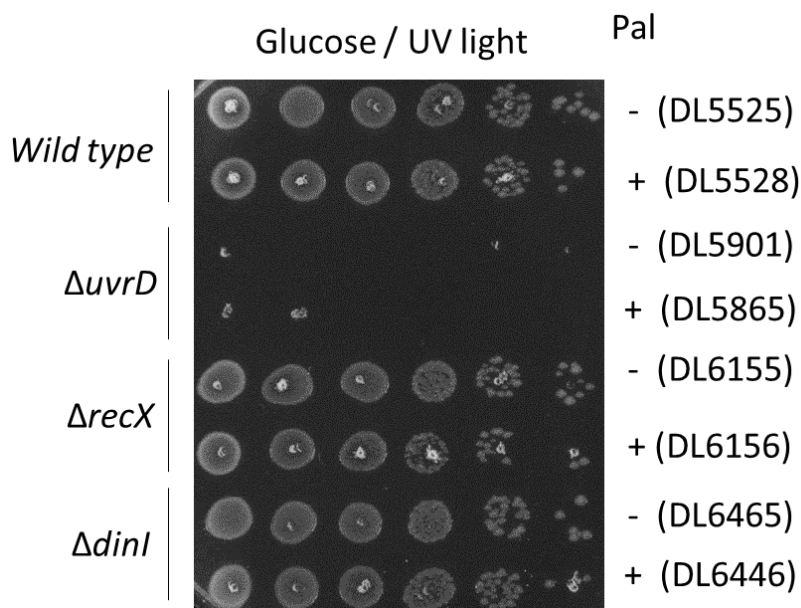 Glucose / UV light
Pal
Wild type
- (DL5525)
+ (DL5528)
ΔuvrD
- (DL5901)
+ (DL5865)
ΔrecX
- (DL6155)
+ (DL6156)
ΔdinI
- (DL6465)
+ (DL6446)